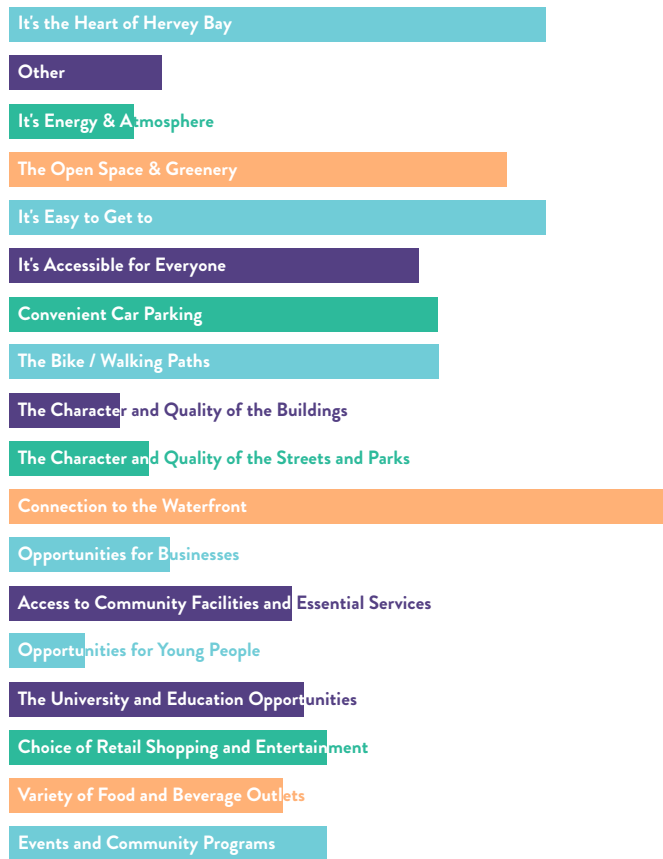 It's the Heart of Hervey Bay
Other
It's Energy & Atmosphere
The Open Space & Greenery
It's Easy to Get to
It's Accessible for Everyone
Convenient Car Parking
The Bike / Walking Paths
The Character and Quality of the Buildings
The Character and Quality of the Streets and Parks
Connection to the Waterfront
Opportunities for Businesses
Access to Community Facilities and Essential Services
Opportunities for Young People
The University and Education Opportunities
Choice of Retail Shopping and Entertainment
Variety of Food and Beverage Outlets
Events and Community Programs